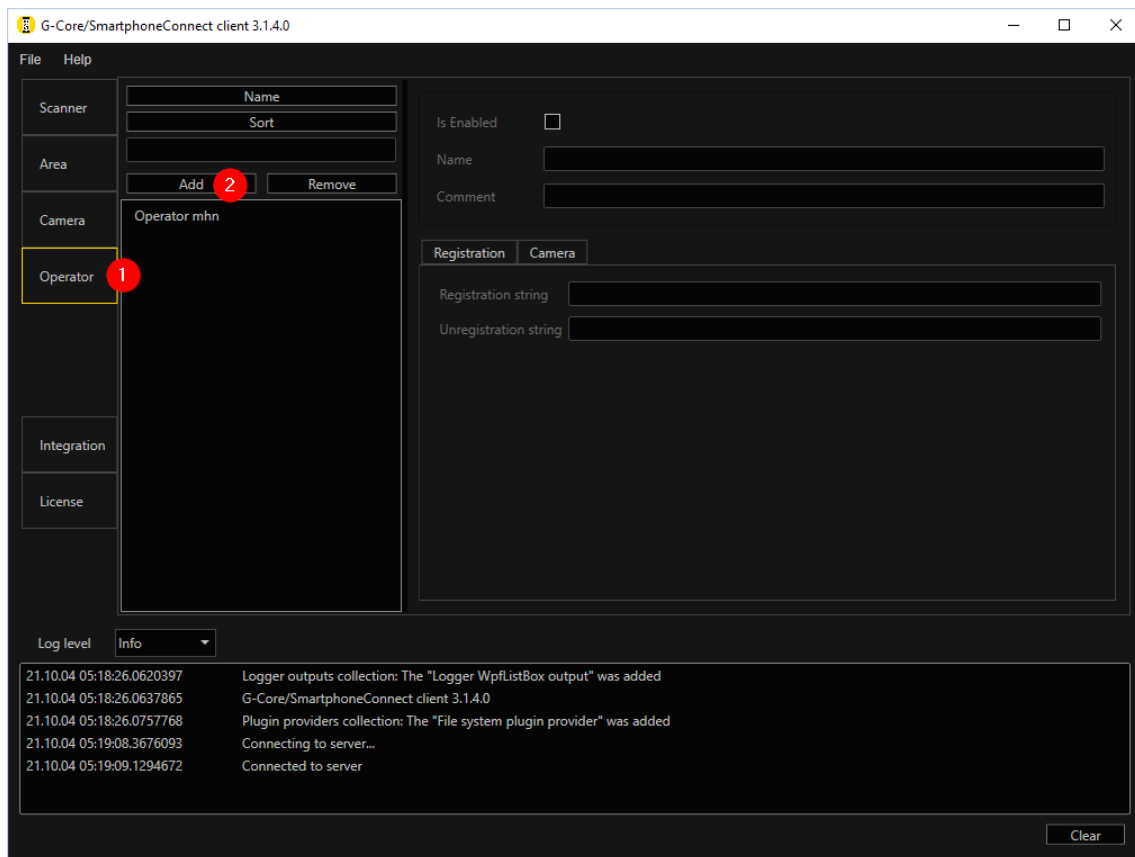 G-Core/SmartphoneConnect client 3.1.4.0
File Help
Scanner
Area
Camera
Operator 1
Integration
License
Name
Sort
Add 2 Remove
Operator mhn
Is Enabled
Name
Comment
Registration Camera
Registration string
Unregistration string
Log level Info
21.10.04 05:18:26.0620397 Logger outputs collection: The "Logger WpfListBox output" was added
21.10.04 05:18:26.0637865 G-Core/SmartphoneConnect client 3.1.4.0
21.10.04 05:18:26.0757768 Plugin providers collection: The "File system plugin provider" was added
21.10.04 05:19:08.3676093 Connecting to server...
21.10.04 05:19:09.1294672 Connected to server
Clear